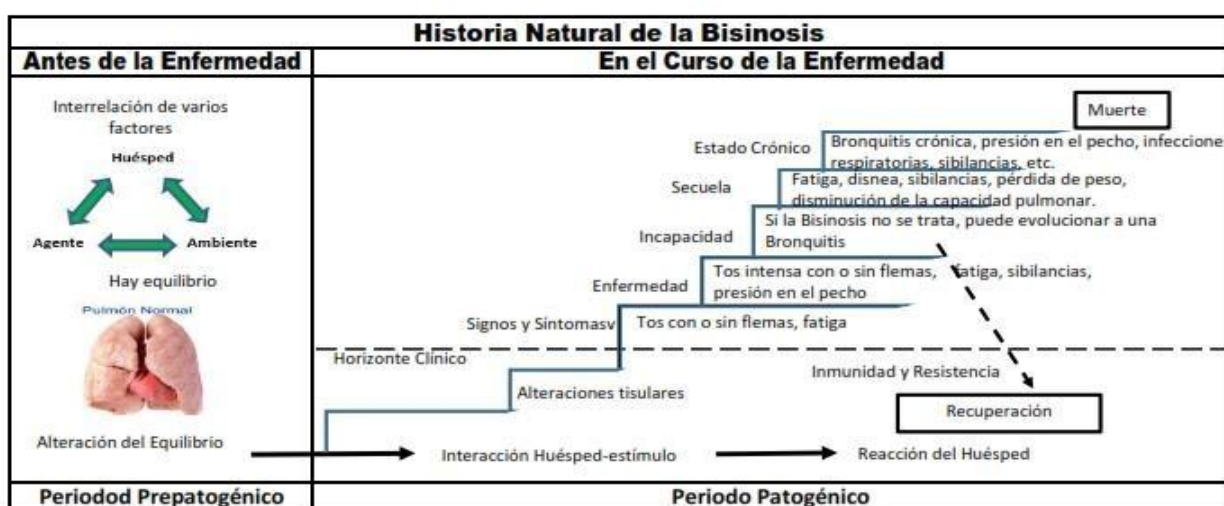 Historia Natural de la Bisinosis
Antes de la Enfermedad
En el Curso de la Enfermedad
Interrelación de varios
factores
Huésped
Agente
Ambiente
Hay equilibrio
Pulmón Normal
Alteración del Equilibrio
Muerte
Estado Crónico
Bronquitis crónica, presión en el pecho, infeccione
respiratorias, sibilancias, etc.
Secuela
Fatiga, disnea, sibilancias, pérdida de peso,
disminución de la capacidad pulmonar.
Incapacidad
Si la Bisinosis no se trata, puede evolucionar a una
Bronquitis
Enfermedad
Tos intensa con o sin flemas, fatiga, sibilancias,
presión en el pecho
Signos y Síntomasv
Tos con o sin flemas, fatiga
Horizonte Clínico
Inmunidad y Resistencia
Alteraciones tisulares
Recuperación
Interacción Huésped-estímulo
Reacción del Huésped
Periodod Prepatogénico
Periodo Patogénico